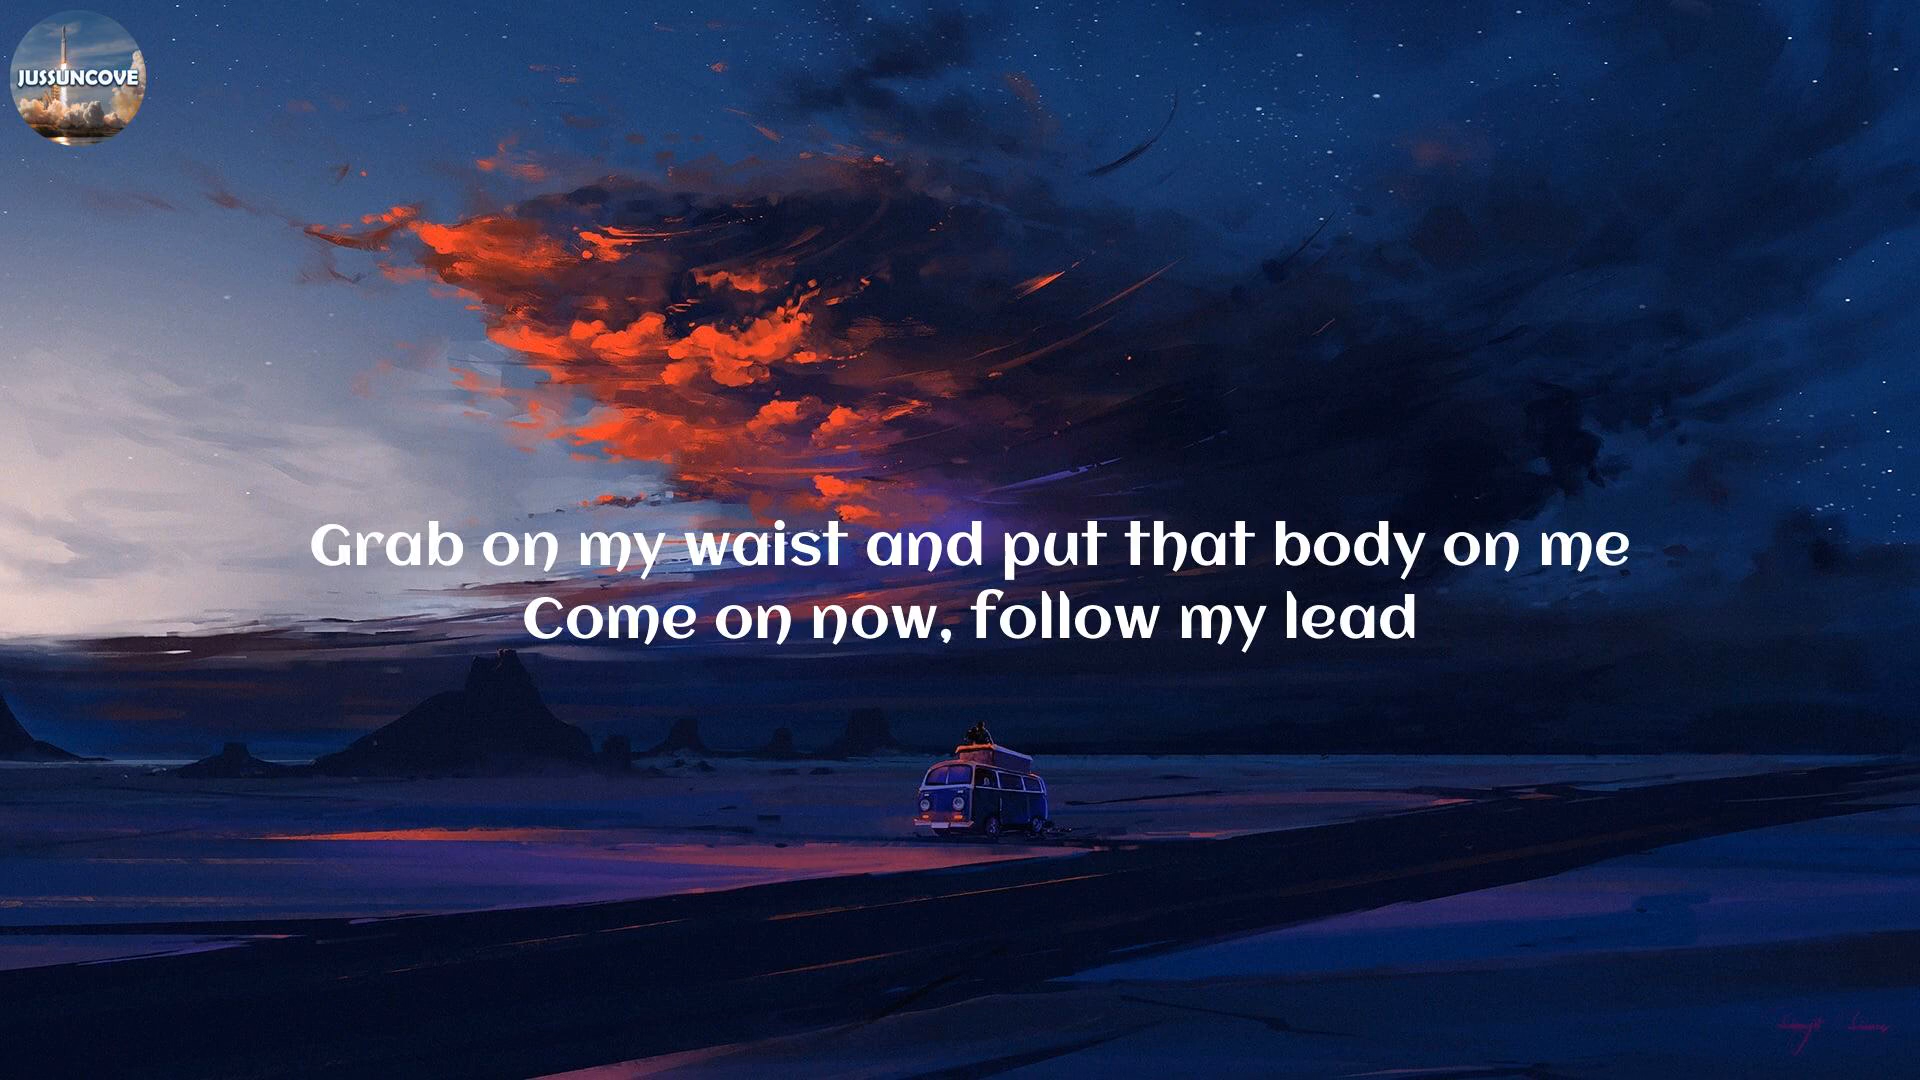 JUSSUNCOVE
Grab on my waist and put that body on me
Come on now, follow my lead